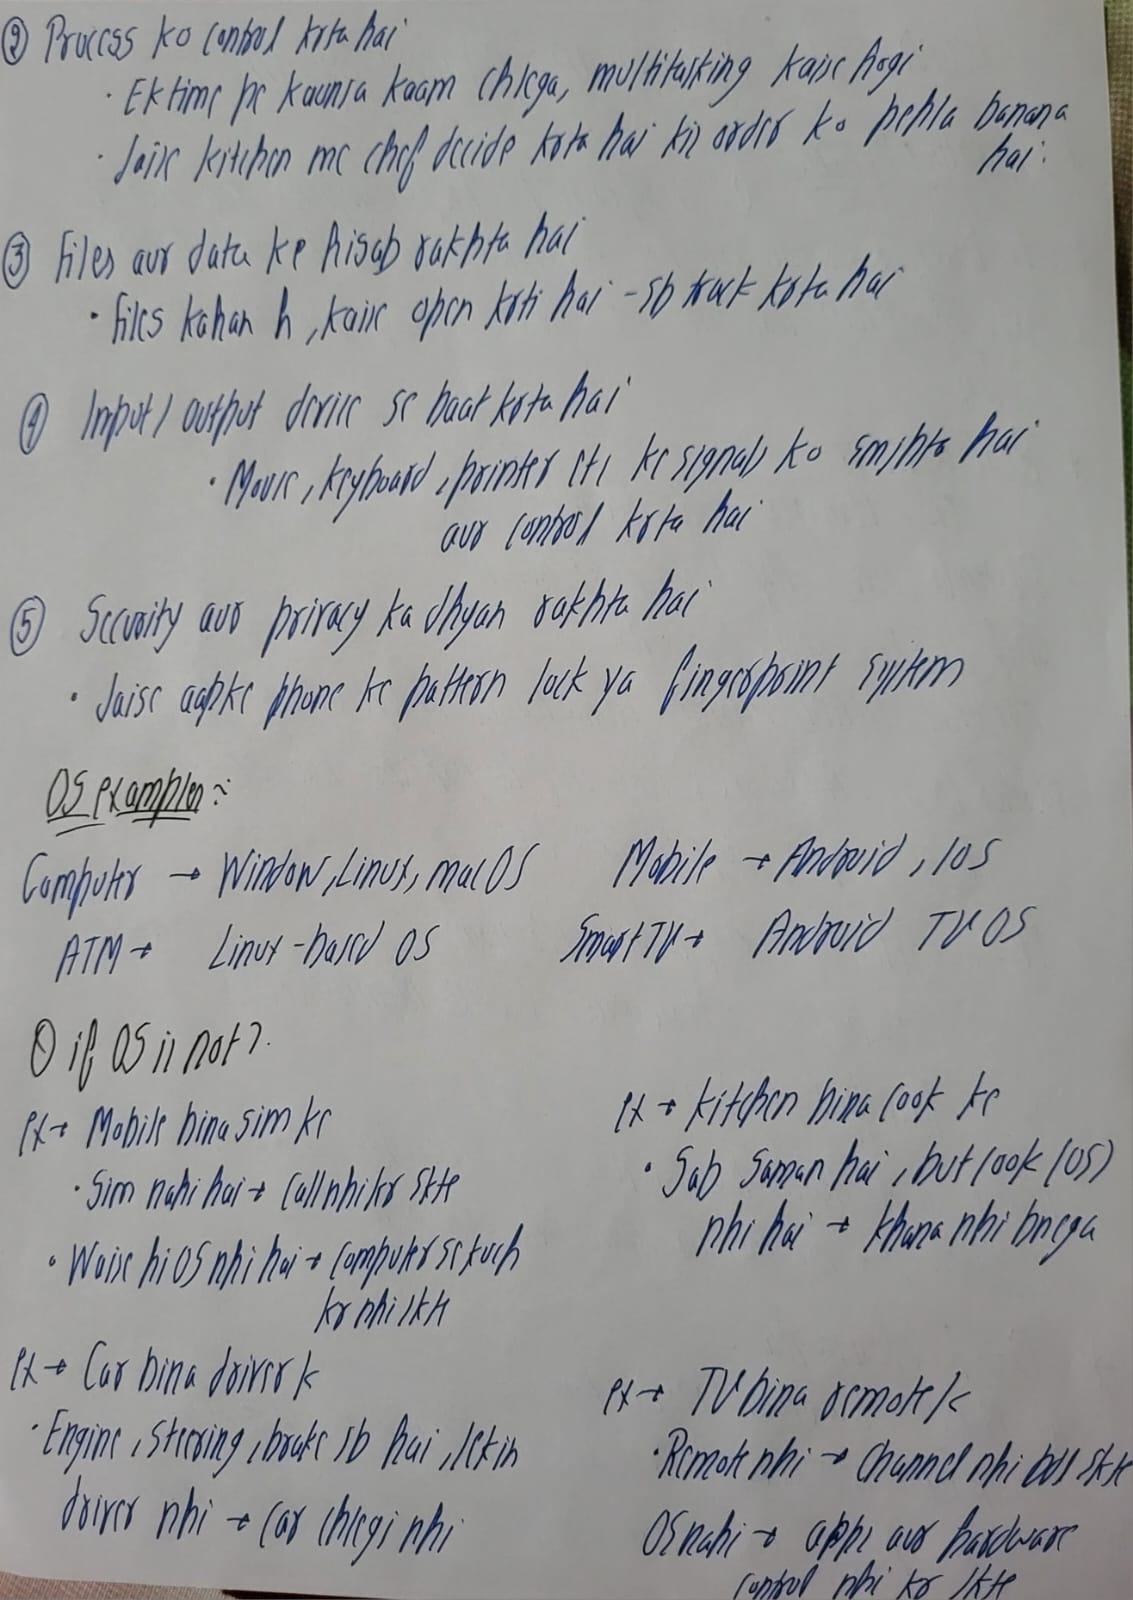 ② Process ko control krta hai
· Ek time pe kaunsa kaam chlega, multitasking kaise hogi
· Jaise kitchen me chef decide krta hai kis order ko pehla banana
hai.
③ Files aur data ke hisab rakhta hai
· files kahan h, kaise open krti hai - sb track krta hai
④ Input/output device se baat krta hai
· Mouse, keyboard, printer etc ke signals ko smjhta hai
aur control krta hai
⑤ Security aur privacy ka dhyan rakhta hai
· Jaise aapke phone ke pattern lock ya fingerprint system
OS examples :-
Computer → Window, Linux, macOS Mobile → Android, IOS
ATM → Linux-based OS Smart TV → Android TV OS
Q if OS is not?
ex → Mobile bina sim ke
· Sim nahi hai → Call nhi kr skte
· Waise hi OS nhi hai → computer se kuch
kr nhi skte
ex → kitchen bina cook ke
· Sab Saman hai, but cook (OS)
nhi hai → khana nhi bnega
ex → Car bina driver k
· Engine, Steering, brake sb hai, lekin
driver nhi → car chlegi nhi
ex → TV bina remote k
· Remote nhi → channel nhi bdl skte
OS nahi → apps aur hardware
control nhi kr skte